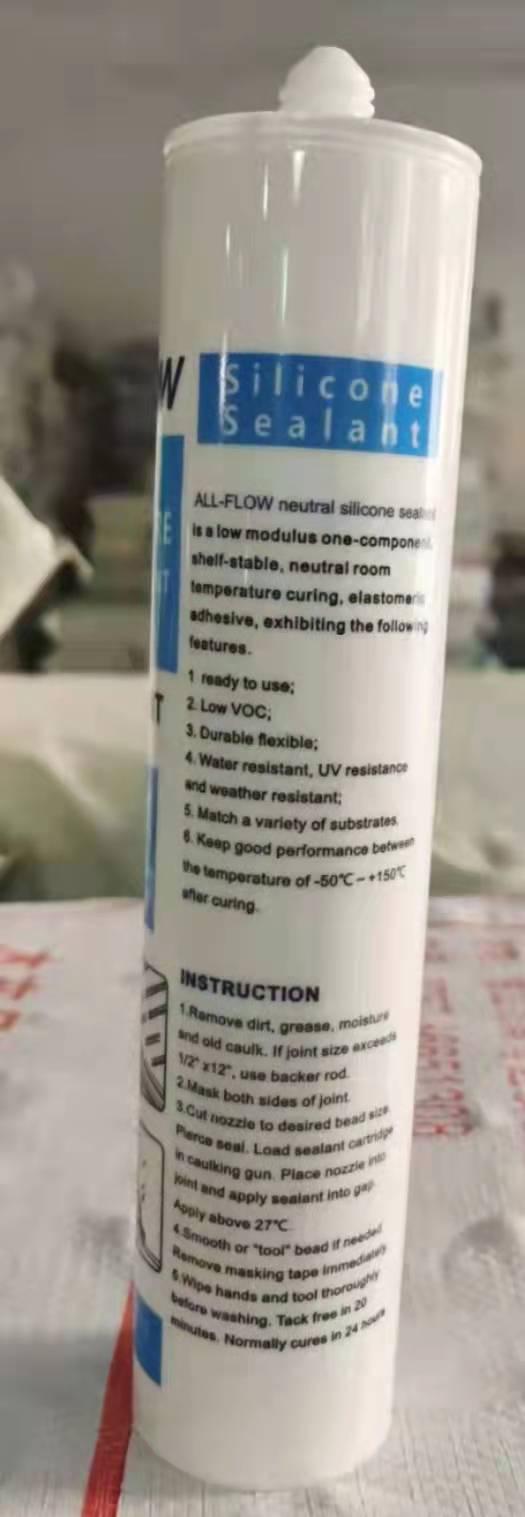 W
Silicone
Sealant
ALL-FLOW neutral silicone
is a low modulus one-component,
shelf-stable, neutral room
temperature curing, elastomeric
adhesive, exhibiting the following
features.
1 ready to use;
2. Low VOC;
3. Durable flexible;
4. Water resistant, UV resistance
and weather resistant;
5. Match a variety of substrates.
6. Keep good performance between
the temperature of -50℃~+150℃
after curing.
INSTRUCTION
1.Remove dirt, grease, moisture
and old caulk. If joint size exceeds
1/2" x12", use backer rod.
2.Mask both sides of joint.
3.Cut nozzle to desired bead size.
Pierce seal. Load sealant cartridge
in caulking gun. Place nozzle into
joint and apply sealant into gap.
Apply above 27℃.
4.Smooth or "tool" bead if needed.
Remove masking tape immediately.
5.Wipe hands and tool thoroughly
before washing. Tack free in 20
minutes. Normally cures in 24 hours